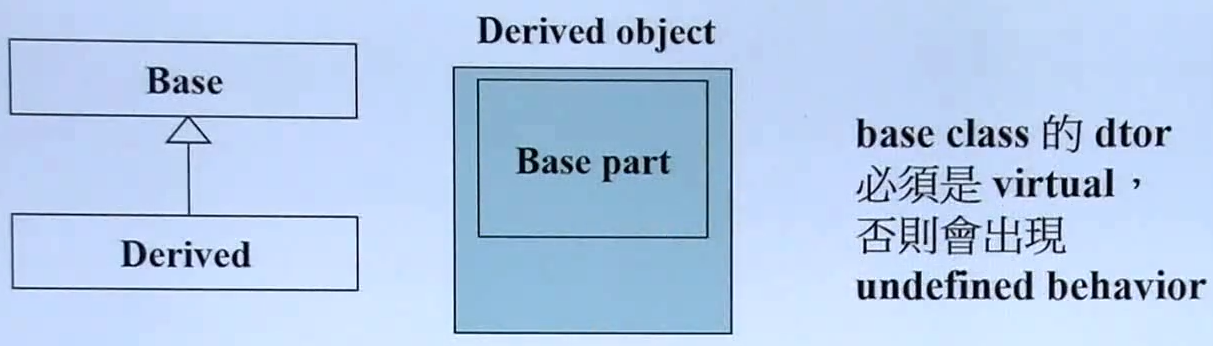 Base
Derived
Derived object
Base part
base class 的 dtor
必須是 virtual，
否則會出現
undefined behavior